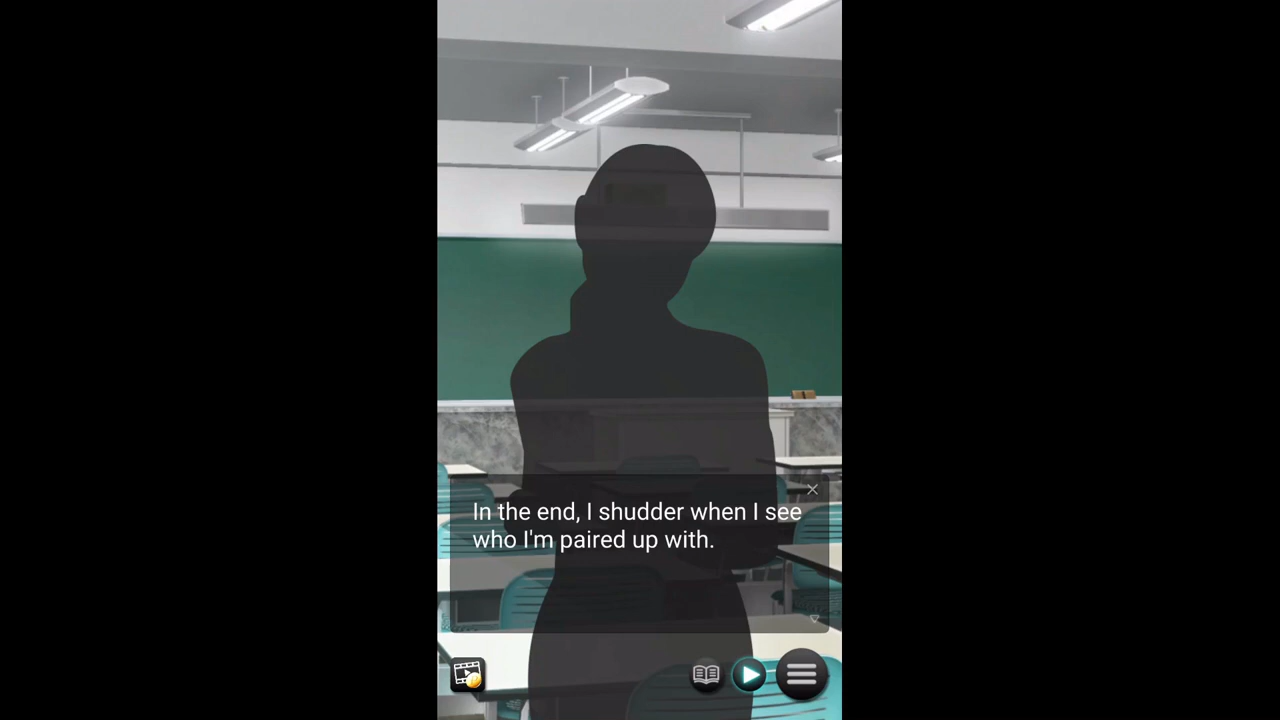 In the end, I shudder when I see
who I'm paired up with.